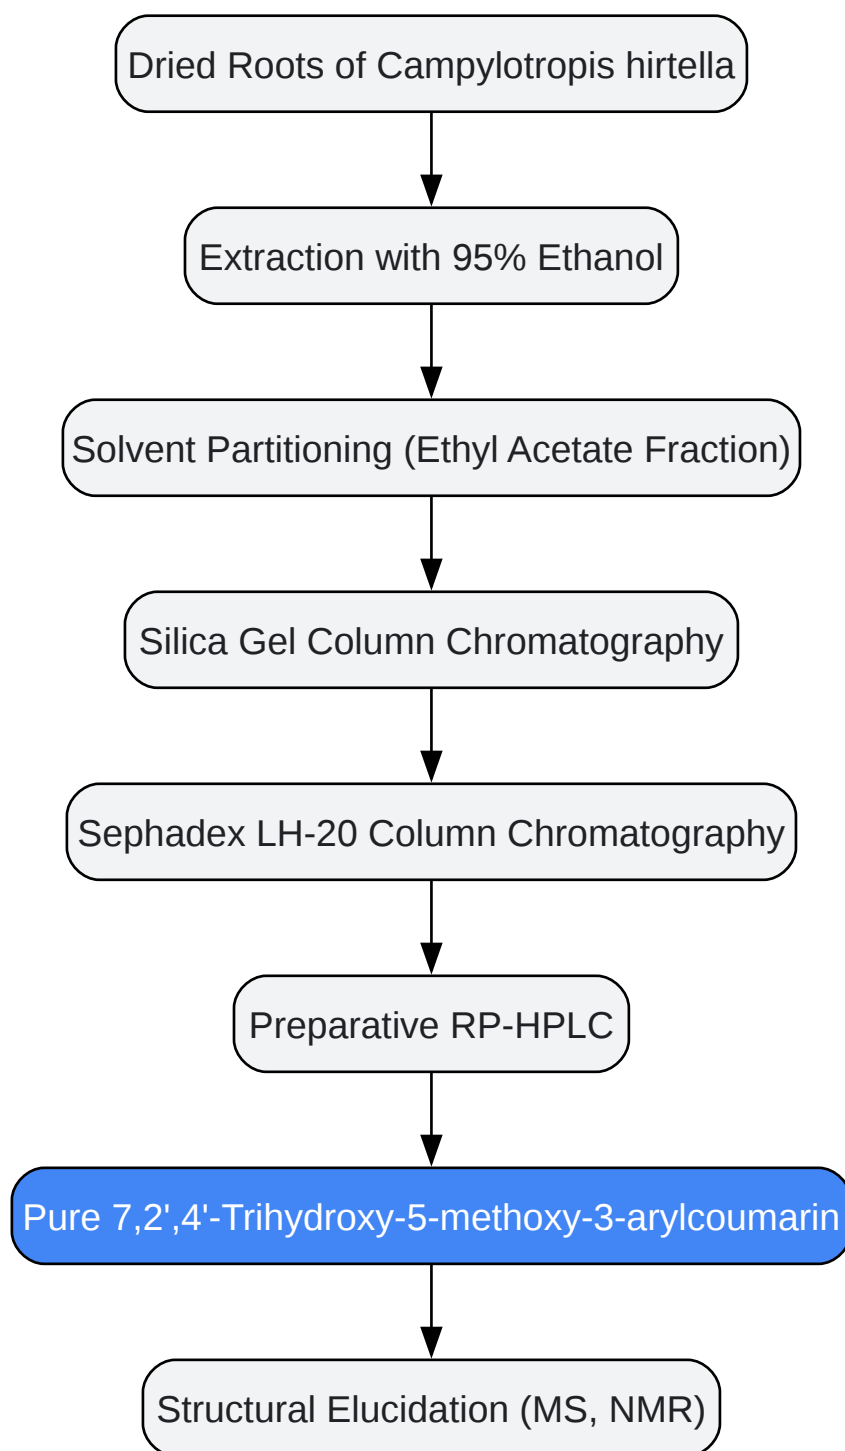 Dried Roots of Campylotropis hirtella
Extraction with 95% Ethanol
Solvent Partitioning (Ethyl Acetate Fraction)
Silica Gel Column Chromatography
Sephadex LH-20 Column Chromatography
Preparative RP-HPLC
Pure 7,2',4'-Trihydroxy-5-methoxy-3-arylcoumarin
Structural Elucidation (MS, NMR)